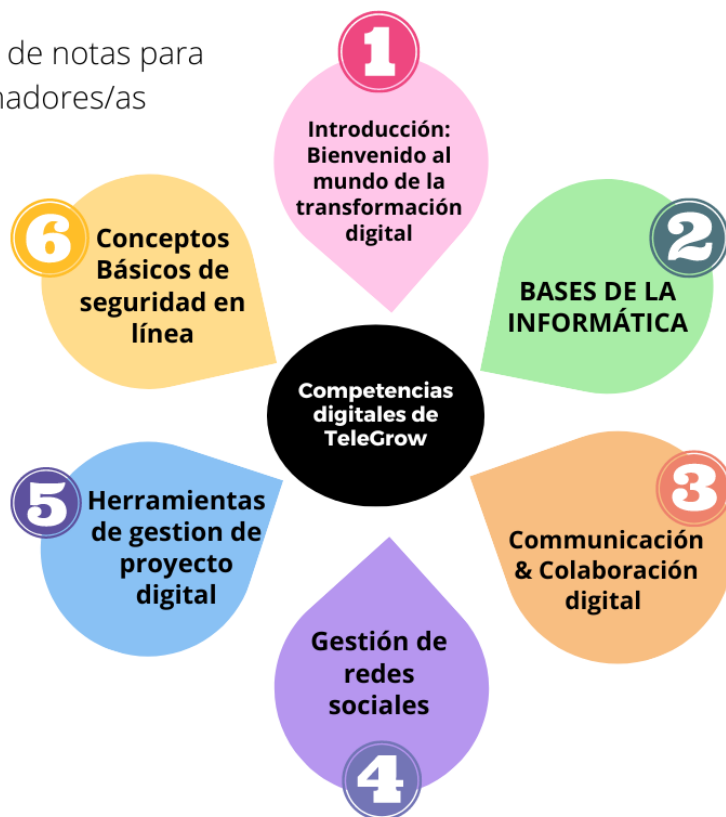 de notas para
nadores/as
1
Introducción:
Bienvenido al
mundo de la
transformación
digital
2
BASES DE LA
INFORMÁTICA
3
Communicación
& Colaboración
digital
4
Gestión de
redes
sociales
5
Herramientas
de gestion de
proyecto
digital
6
Conceptos
Básicos de
seguridad en
línea
Competencias
digitales de
TeleGrow